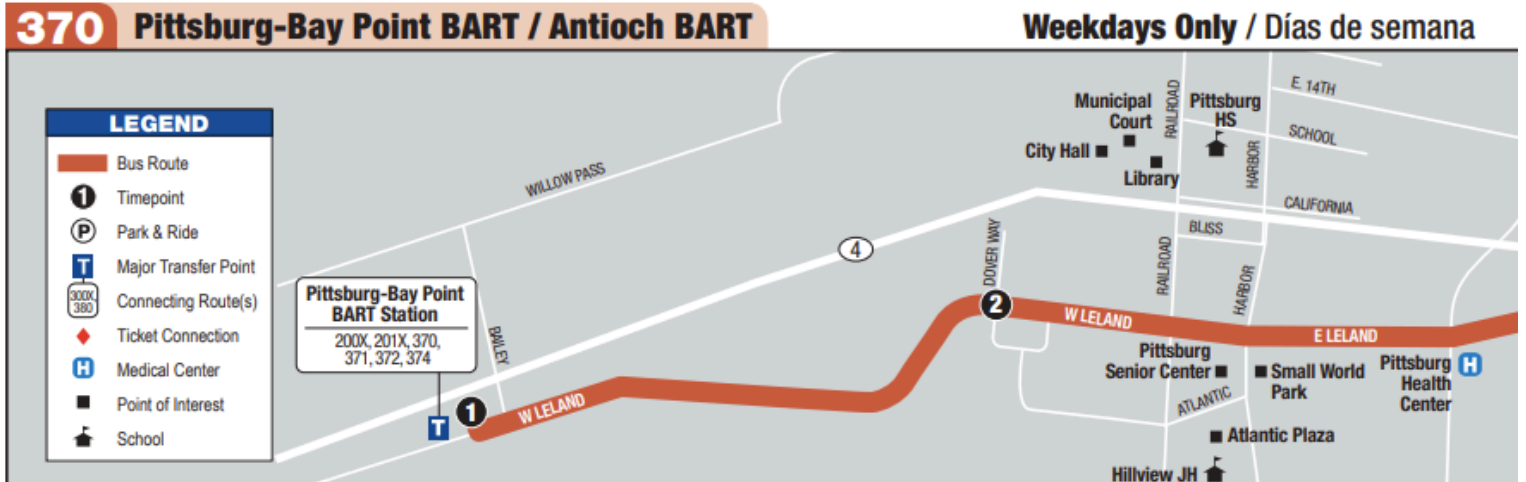 370 Pittsburg-Bay Point BART / Antioch BART
Weekdays Only / Días de semana
LEGEND
Bus Route
1 Timepoint
P Park & Ride
T Major Transfer Point
300X,
380
Connecting Route(s)
Ticket Connection
H Medical Center
Point of Interest
School
WILLOW PASS
BAILEY
Pittsburg-Bay Point
BART Station
200X, 201X, 370,
371, 372, 374
T
1
W LELAND
4
DOVER WAY
2
W LELAND
Municipal
Court
City Hall
Library
RAILROAD
Pittsburg
HS
HARBOR
E. 14TH
SCHOOL
CALIFORNIA
BLISS
RAILROAD
HARBOR
E LELAND
Pittsburg
Senior Center
Small World
Park
Pittsburg
Health
Center
H
ATLANTIC
Atlantic Plaza
Hillview JH